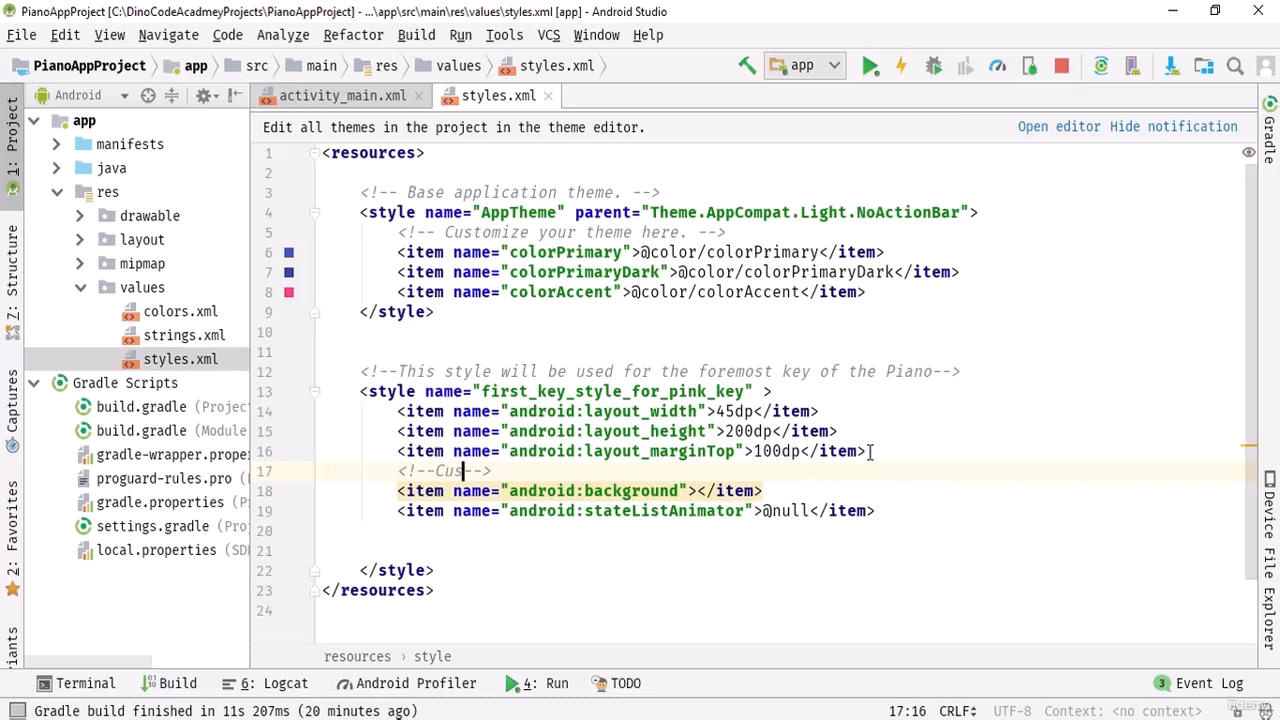 PianoAppProject [C:\DinoCodeAcadmeyProjects\PianoAppProject] - ...\app\src\main\res\values\styles.xml [app] - Android Studio
File Edit View Navigate Code Analyze Refactor Build Run Tools VCS Window Help
PianoAppProject app src main res values styles.xml app
Android activity_main.xml styles.xml
1: Project
Z: Structure
Captures
2: Favorites
iants
app
manifests
java
res
drawable
layout
mipmap
values
colors.xml
strings.xml
styles.xml
Gradle Scripts
build.gradle (Projec
build.gradle (Module
gradle-wrapper.prope
proguard-rules.pro
gradle.properties
settings.gradle (Proj
local.properties (SD
Edit all themes in the project in the theme editor. Open editor Hide notification
1 <resources>
2
3 <!-- Base application theme. -->
4 <style name="AppTheme" parent="Theme.AppCompat.Light.NoActionBar">
5 <!-- Customize your theme here. -->
6 <item name="colorPrimary">@color/colorPrimary</item>
7 <item name="colorPrimaryDark">@color/colorPrimaryDark</item>
8 <item name="colorAccent">@color/colorAccent</item>
9 </style>
10
11
12 <!--This style will be used for the foremost key of the Piano-->
13 <style name="first_key_style_for_pink_key" >
14 <item name="android:layout_width">45dp</item>
15 <item name="android:layout_height">200dp</item>
16 <item name="android:layout_marginTop">100dp</item>
17 <!--Cus-->
18 <item name="android:background"></item>
19 <item name="android:stateListAnimator">@null</item>
20
21
22 </style>
23 </resources>
24
resources › style
Gradle
Device File Explorer
Terminal Build 6: Logcat Android Profiler 4: Run TODO 3 Event Log
Gradle build finished in 11s 207ms (20 minutes ago) 17:16 CRLF UTF-8 Context: <no context>